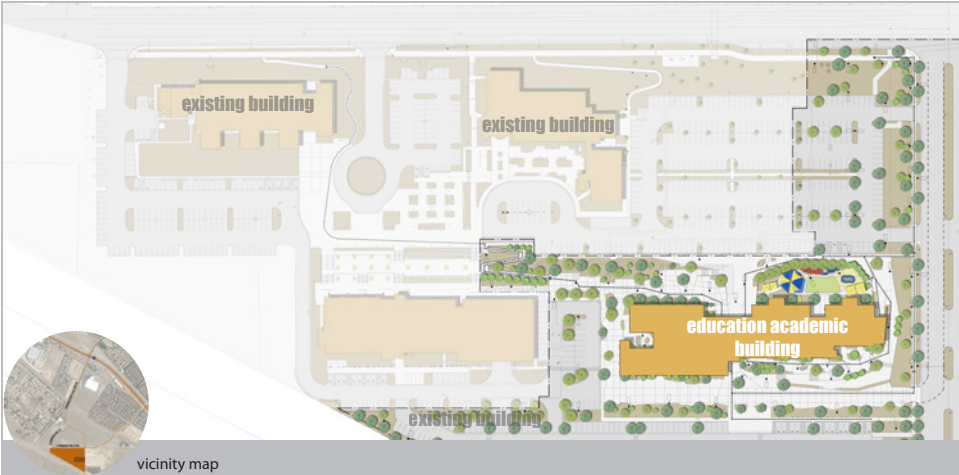 existing building
existing building
education academic
building
existing building
vicinity map